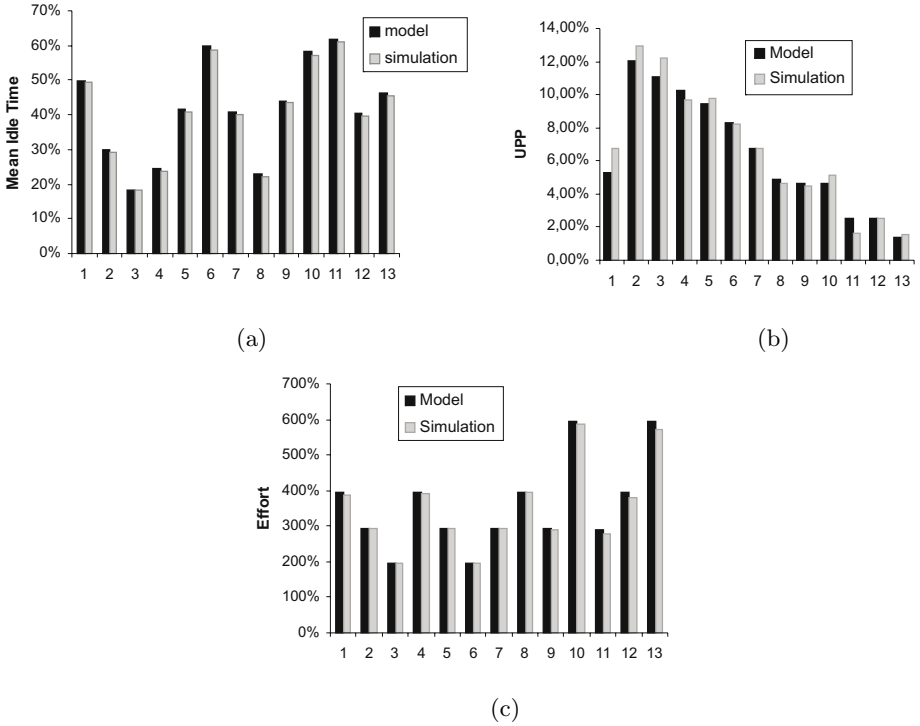 70%
60%
50%
40%
30%
20%
10%
0%
Mean Idle Time
model
simulation
1 2 3 4 5 6 7 8 9 10 11 12 13
(a)
14,00%
12,00%
10,00%
8,00%
6,00%
4,00%
2,00%
0,00%
UPP
Model
Simulation
1 2 3 4 5 6 7 8 9 10 11 12 13
(b)
700%
600%
500%
400%
300%
200%
100%
0%
Effort
Model
Simulation
1 2 3 4 5 6 7 8 9 10 11 12 13
(c)